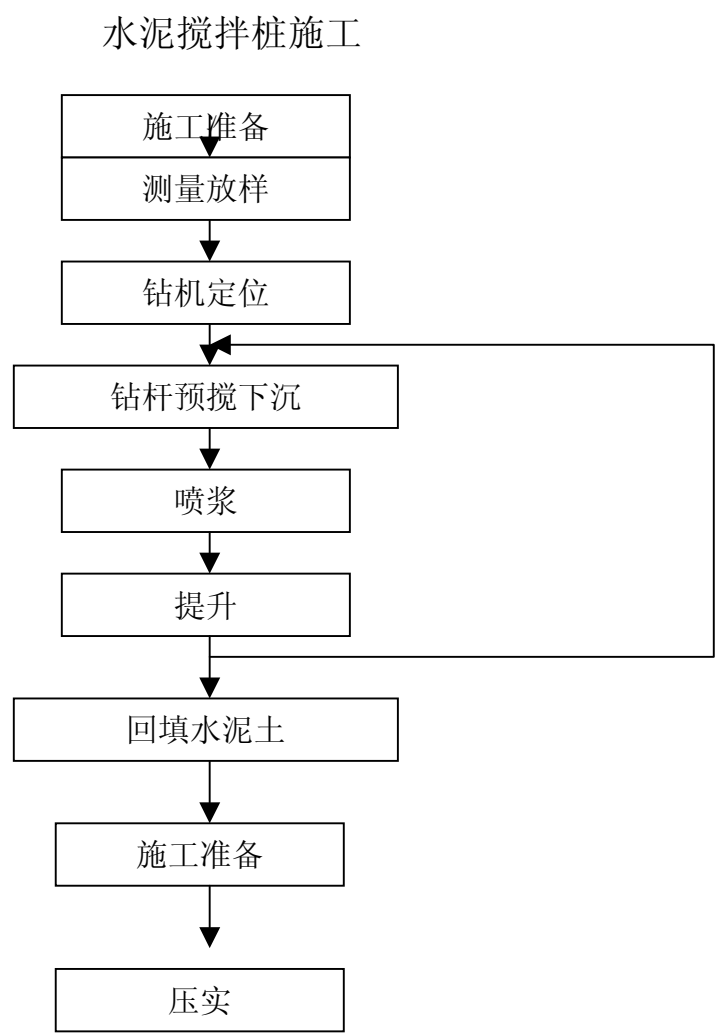 水泥搅拌桩施工
施工准备
测量放样
钻机定位
钻杆预搅下沉
喷浆
提升
回填水泥土
施工准备
压实